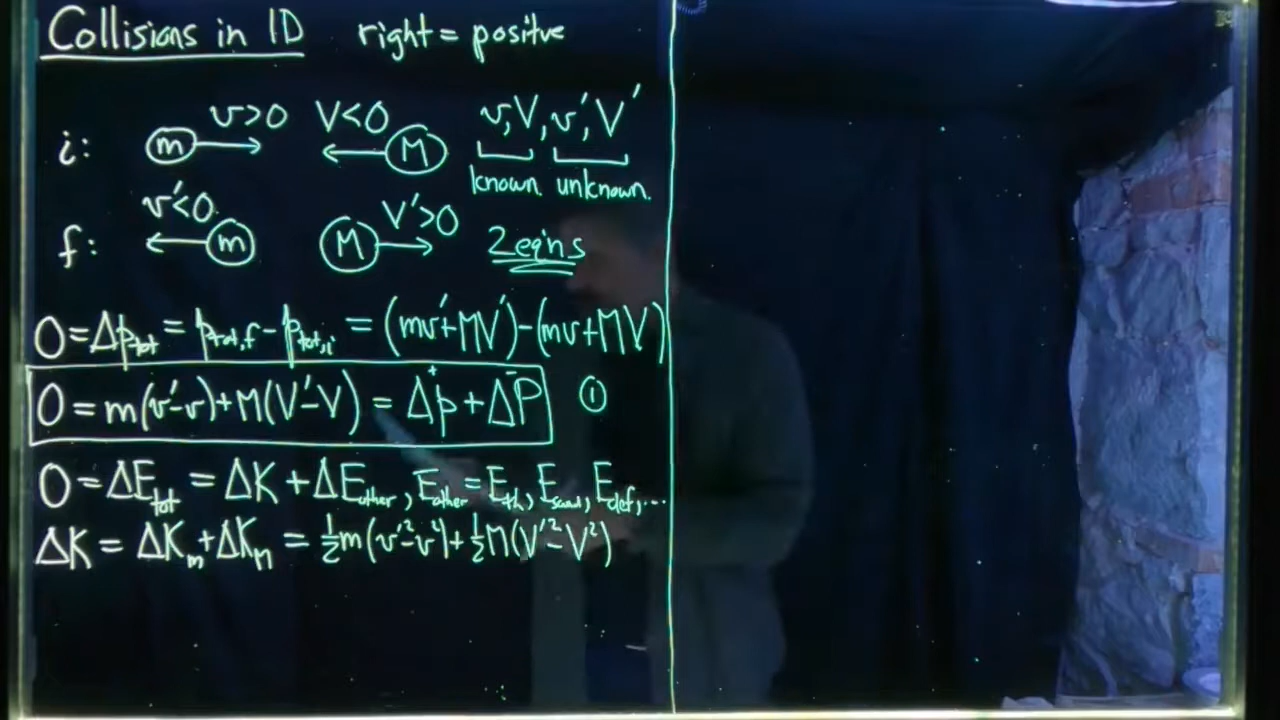 Collisions in 1D right = positive
i: m v>0 V<0 M v, V, v', V'
known unknown.
f: v'<0 m M V'>0 2 eqns
0 = Δp_tot = p_tot,f - p_tot,i = (mv'+MV')-(mv+MV)
0 = m(v'-v)+M(V'-V) = Δp⁺ + ΔP⁻ ①
0 = ΔE_tot = ΔK + ΔE_other, E_other = E_th, E_sound, E_def, ...
ΔK = ΔK_m + ΔK_M = ½m(v'²-v²)+½M(V'²-V²)